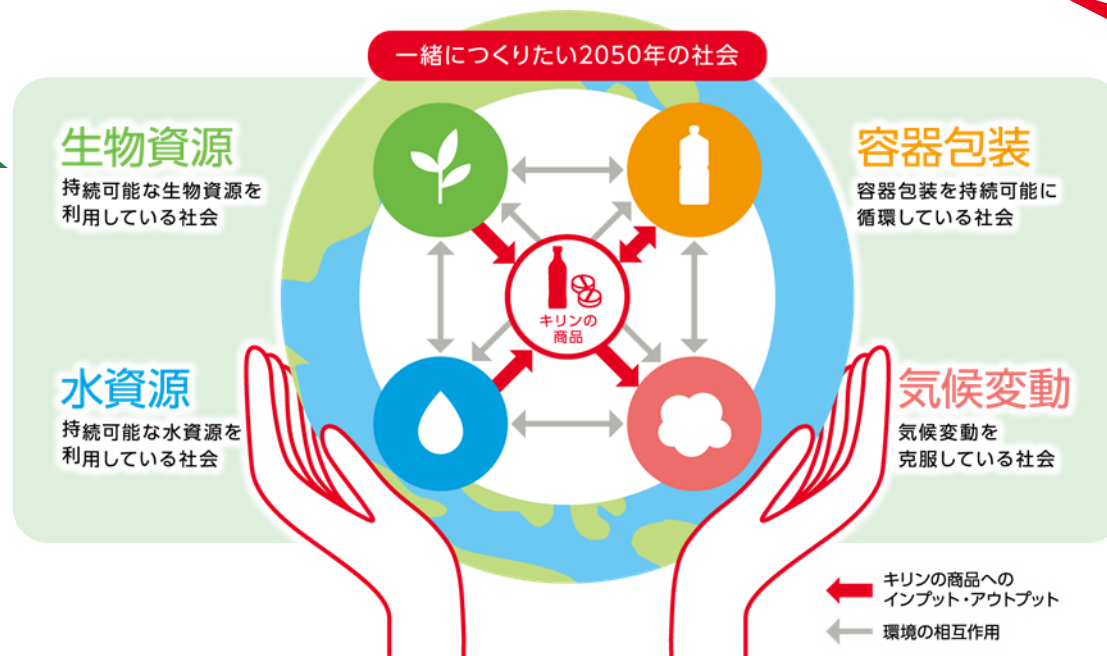 一緒につくりたい2050年の社会
生物資源
持続可能な生物資源を
利用している社会
容器包装
容器包装を持続可能に
循環している社会
キリンの
商品
水資源
持続可能な水資源を
利用している社会
気候変動
気候変動を
克服している社会
キリンの商品への
インプット・アウトプット
環境の相互作用